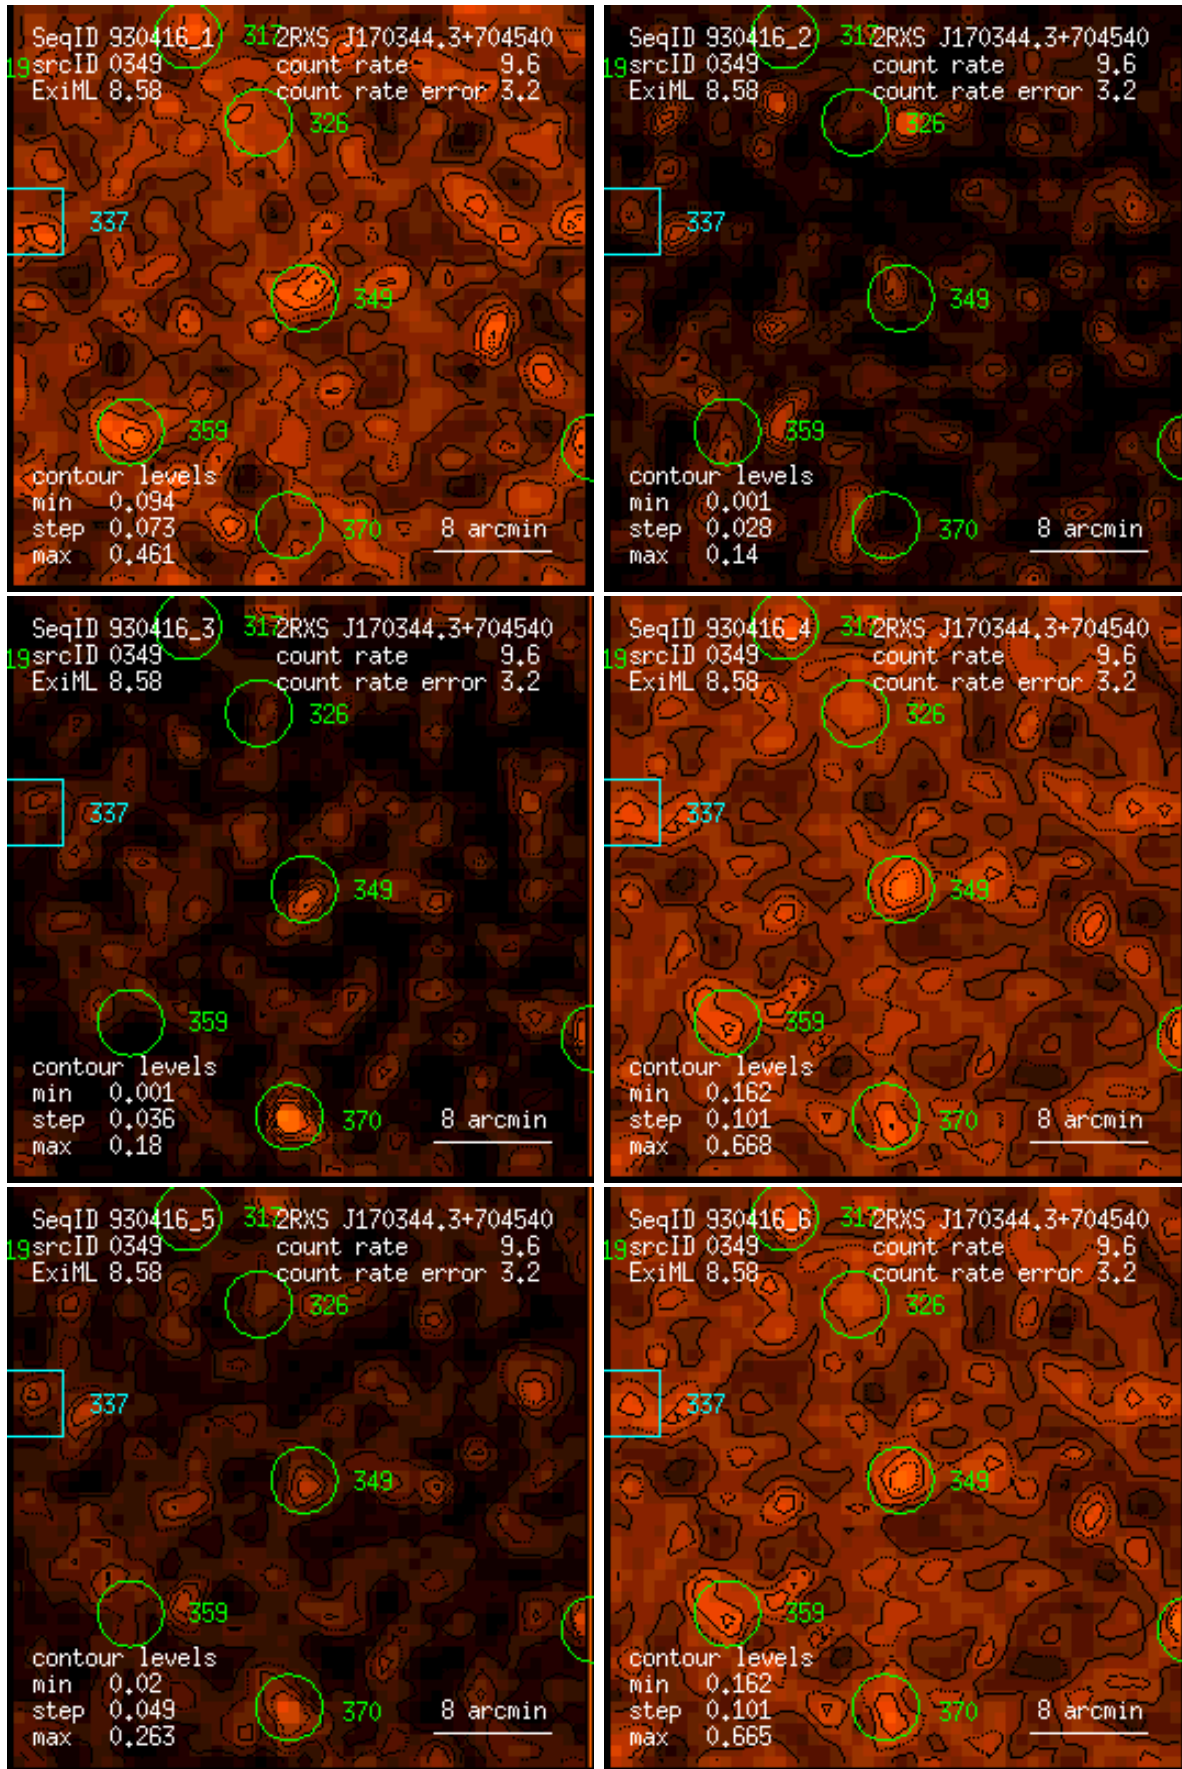 SeqID 930416_1 317 2RXS J170344.3+704540
19 srcID 0349 count rate 9.6
ExiML 8.58 count rate error 3.2
326
337
349
359
contour levels
min 0.094
step 0.073 370 8 arcmin
max 0.461
SeqID 930416_2 317 2RXS J170344.3+704540
19 srcID 0349 count rate 9.6
ExiML 8.58 count rate error 3.2
326
337
349
359
contour levels
min 0.001
step 0.028 370 8 arcmin
max 0.14
SeqID 930416_3 317 2RXS J170344.3+704540
19 srcID 0349 count rate 9.6
ExiML 8.58 count rate error 3.2
326
337
349
359
contour levels
min 0.001
step 0.036 370 8 arcmin
max 0.18
SeqID 930416_4 317 2RXS J170344.3+704540
19 srcID 0349 count rate 9.6
ExiML 8.58 count rate error 3.2
326
337
349
359
contour levels
min 0.162
step 0.101 370 8 arcmin
max 0.668
SeqID 930416_5 317 2RXS J170344.3+704540
19 srcID 0349 count rate 9.6
ExiML 8.58 count rate error 3.2
326
337
349
359
contour levels
min 0.02
step 0.049 370 8 arcmin
max 0.263
SeqID 930416_6 317 2RXS J170344.3+704540
19 srcID 0349 count rate 9.6
ExiML 8.58 count rate error 3.2
326
337
349
359
contour levels
min 0.162
step 0.101 370 8 arcmin
max 0.665